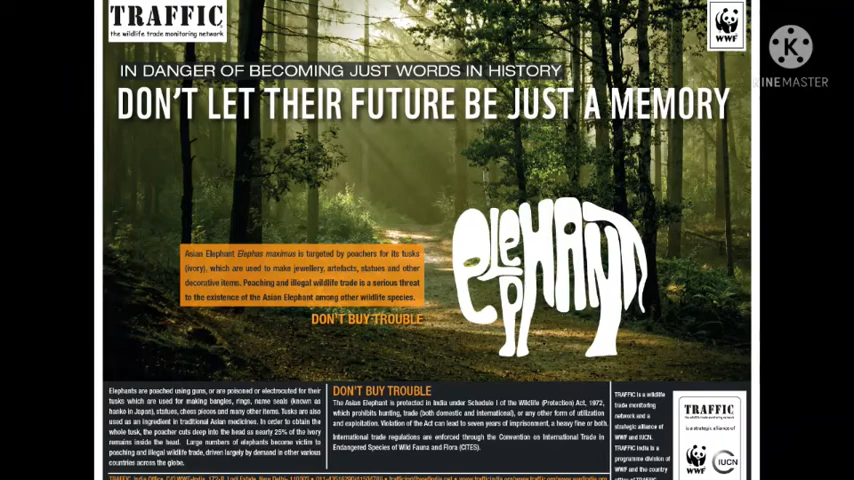 TRAFFIC
the wildlife trade monitoring network
WWF
K
INEMASTER
IN DANGER OF BECOMING JUST WORDS IN HISTORY
DON'T LET THEIR FUTURE BE JUST A MEMORY
ELEPHANT
Asian Elephant Elephas maximus is targeted by poachers for its tusks
(ivory), which are used to make jewellery, artefacts, statues and other
decorative items. Poaching and illegal wildlife trade is a serious threat
to the existence of the Asian Elephant among other wildlife species.
DON'T BUY TROUBLE
Elephants are poached using guns, or are poisoned or electrocuted for their
tusks which are used for making bangles, rings, name seals (known as
hanko in Japan), statues, chess pieces and many other items. Tusks are also
used as an ingredient in traditional Asian medicines. In order to obtain the
whole tusk, the poacher cuts deep into the head as nearly 25% of the ivory
remains inside the head. Large numbers of elephants become victim to
poaching and illegal wildlife trade, driven largely by demand in other various
countries across the globe.
DON'T BUY TROUBLE
The Asian Elephant is protected in India under Schedule I of the Wildlife (Protection) Act, 1972,
which prohibits hunting, trade (both domestic and international), or any other form of utilization
and exploitation. Violation of the Act can lead to seven years of imprisonment, a heavy fine or both.
International trade regulations are enforced through the Convention on International Trade in
Endangered Species of Wild Fauna and Flora (CITES).
TRAFFIC is a wildlife
trade monitoring
network and a
strategic alliance of
WWF and IUCN.
TRAFFIC India is a
programme division of
WWF and the country
TRAFFIC
is a strategic alliance of
WWF
IUCN